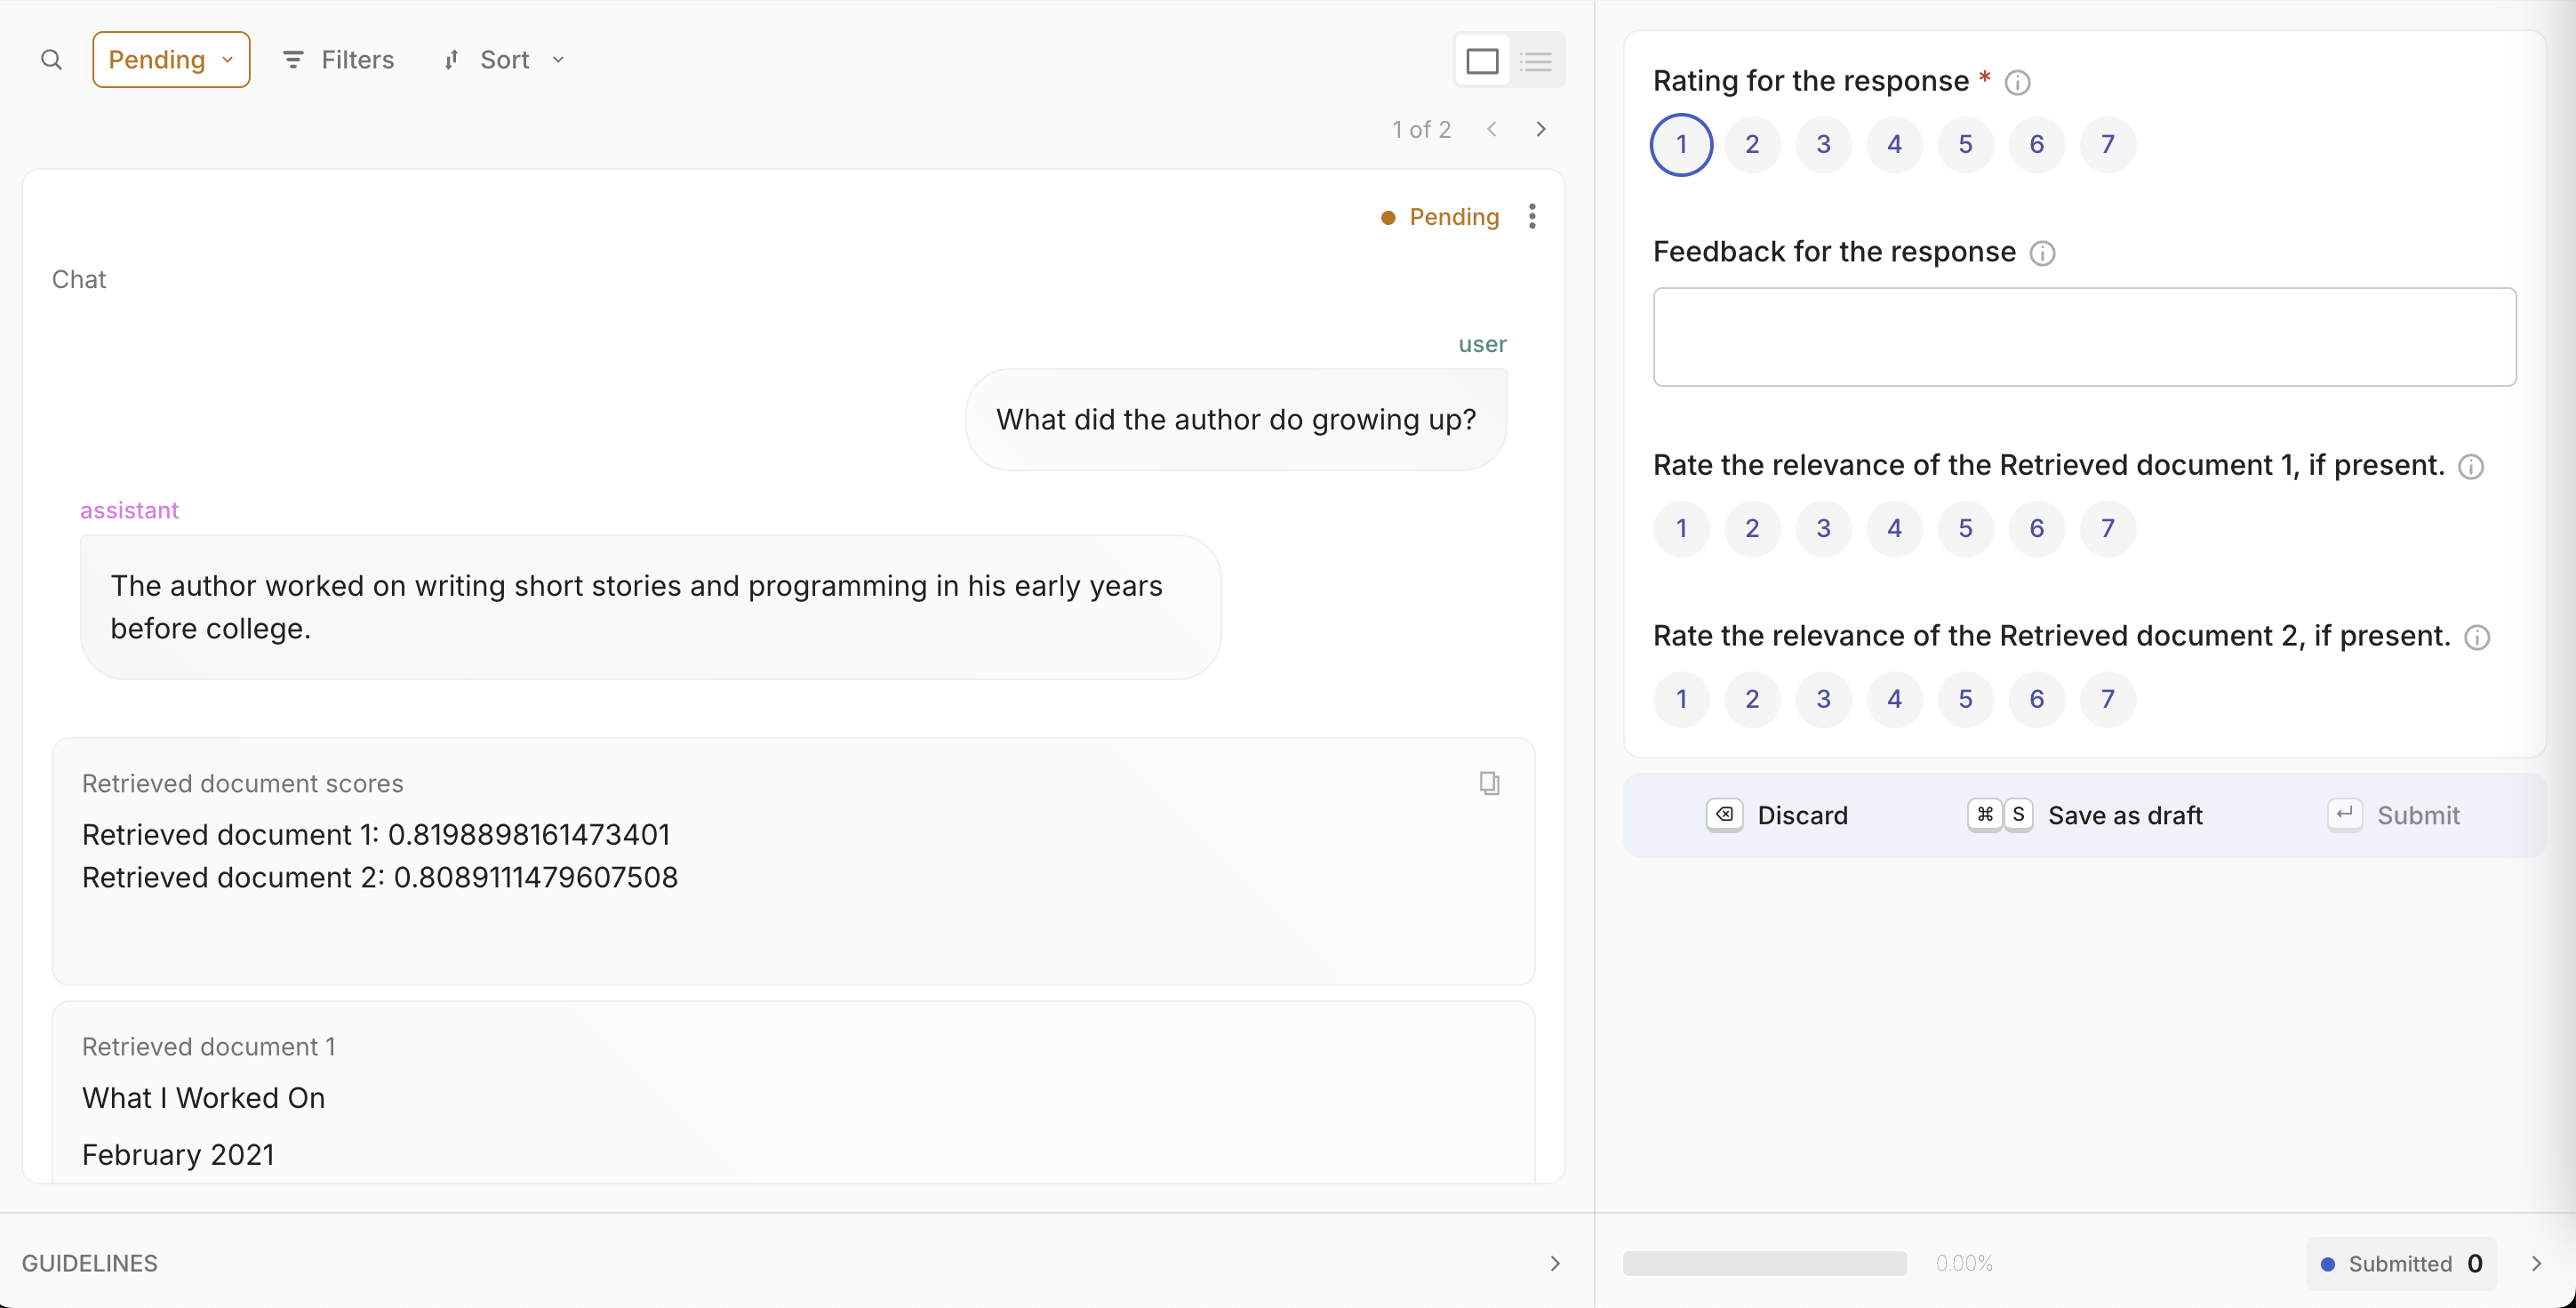 Pending
Filters
Sort
1 of 2
Pending
Chat
user
What did the author do growing up?
assistant
The author worked on writing short stories and programming in his early years
before college.
Retrieved document scores
Retrieved document 1: 0.8198898161473401
Retrieved document 2: 0.8089111479607508
Retrieved document 1
What I Worked On
February 2021
GUIDELINES
Rating for the response *
1 2 3 4 5 6 7
Feedback for the response
Rate the relevance of the Retrieved document 1, if present.
1 2 3 4 5 6 7
Rate the relevance of the Retrieved document 2, if present.
1 2 3 4 5 6 7
Discard
⌘ S Save as draft
Submit
0.00%
Submitted 0